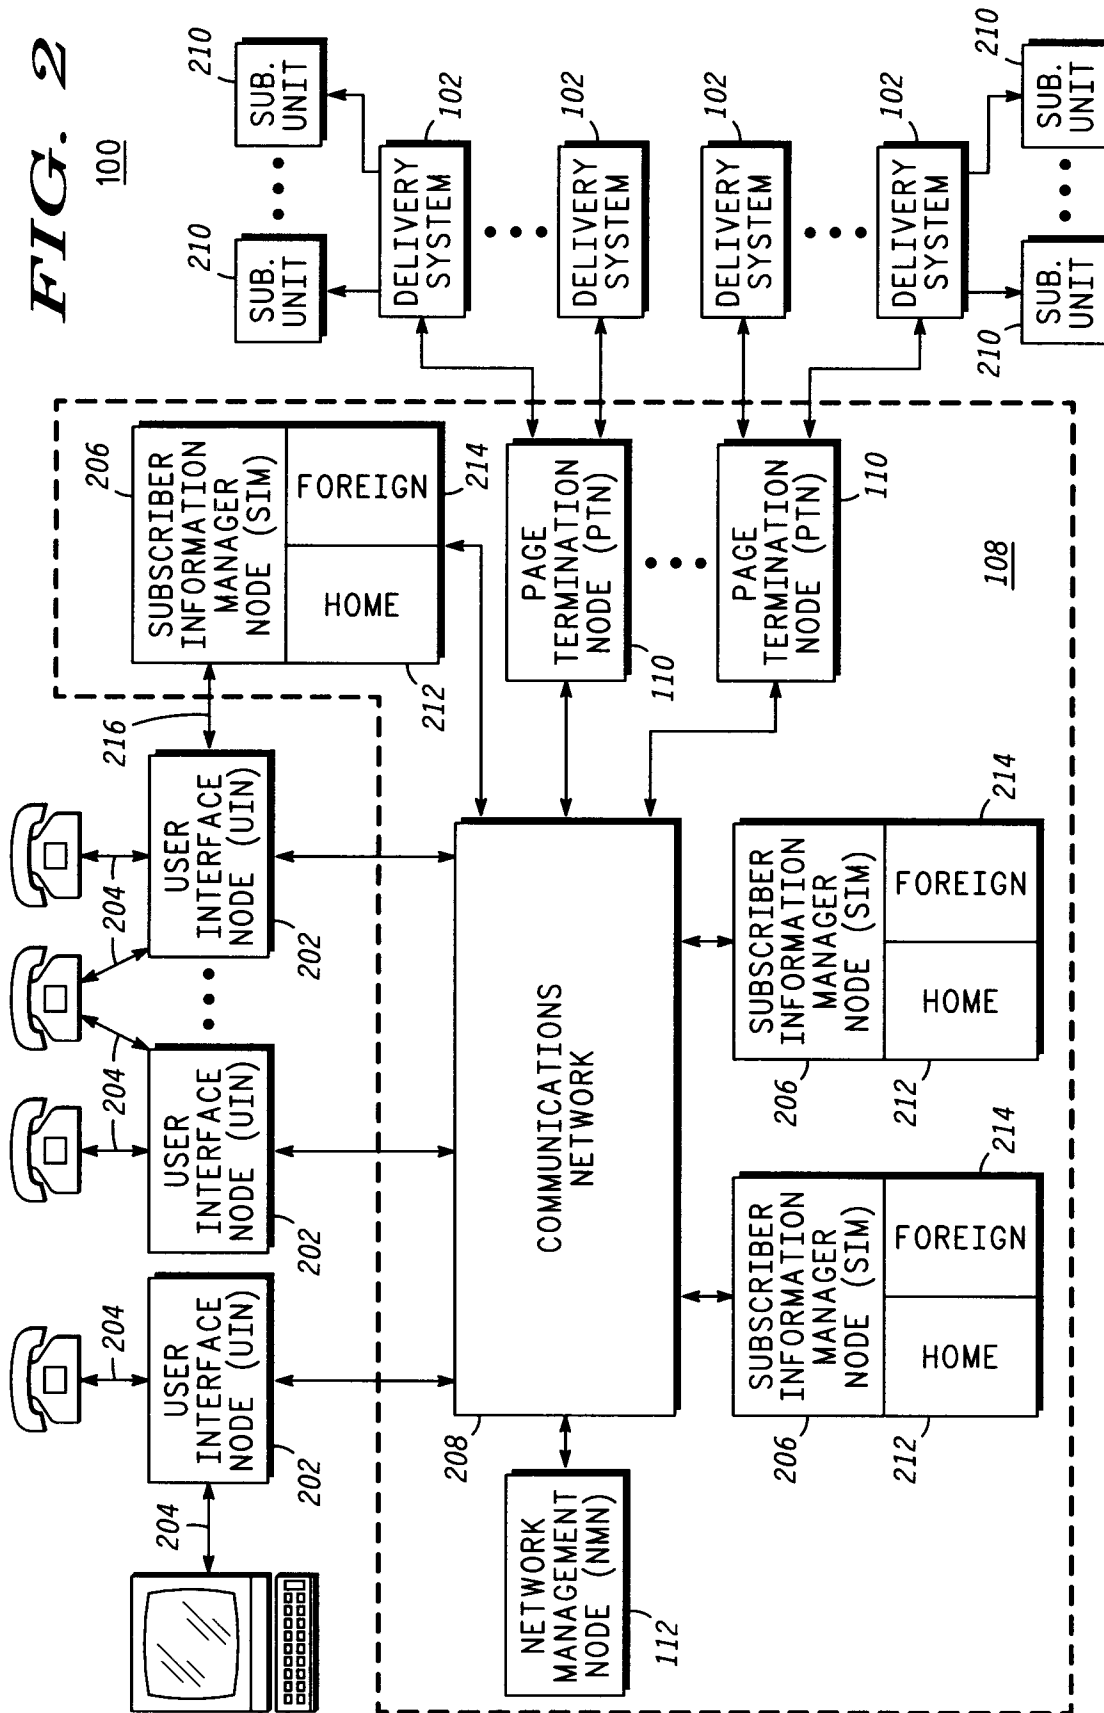 FIG. 2
100
204
204
204
204
204
USER
INTERFACE
NODE (UIN)
202
USER
INTERFACE
NODE (UIN)
202
USER
INTERFACE
NODE (UIN)
202
216
206
SUBSCRIBER
INFORMATION
MANAGER
NODE (SIM)
HOME
FOREIGN
212
214
SUB.
UNIT
210
SUB.
UNIT
210
DELIVERY
SYSTEM
102
DELIVERY
SYSTEM
102
DELIVERY
SYSTEM
102
DELIVERY
SYSTEM
102
SUB.
UNIT
210
SUB.
UNIT
210
NETWORK
MANAGEMENT
NODE (NMN)
112
COMMUNICATIONS
NETWORK
208
PAGE
TERMINATION
NODE (PTN)
110
PAGE
TERMINATION
NODE (PTN)
110
206
SUBSCRIBER
INFORMATION
MANAGER
NODE (SIM)
HOME
FOREIGN
212
214
206
SUBSCRIBER
INFORMATION
MANAGER
NODE (SIM)
HOME
FOREIGN
212
214
108